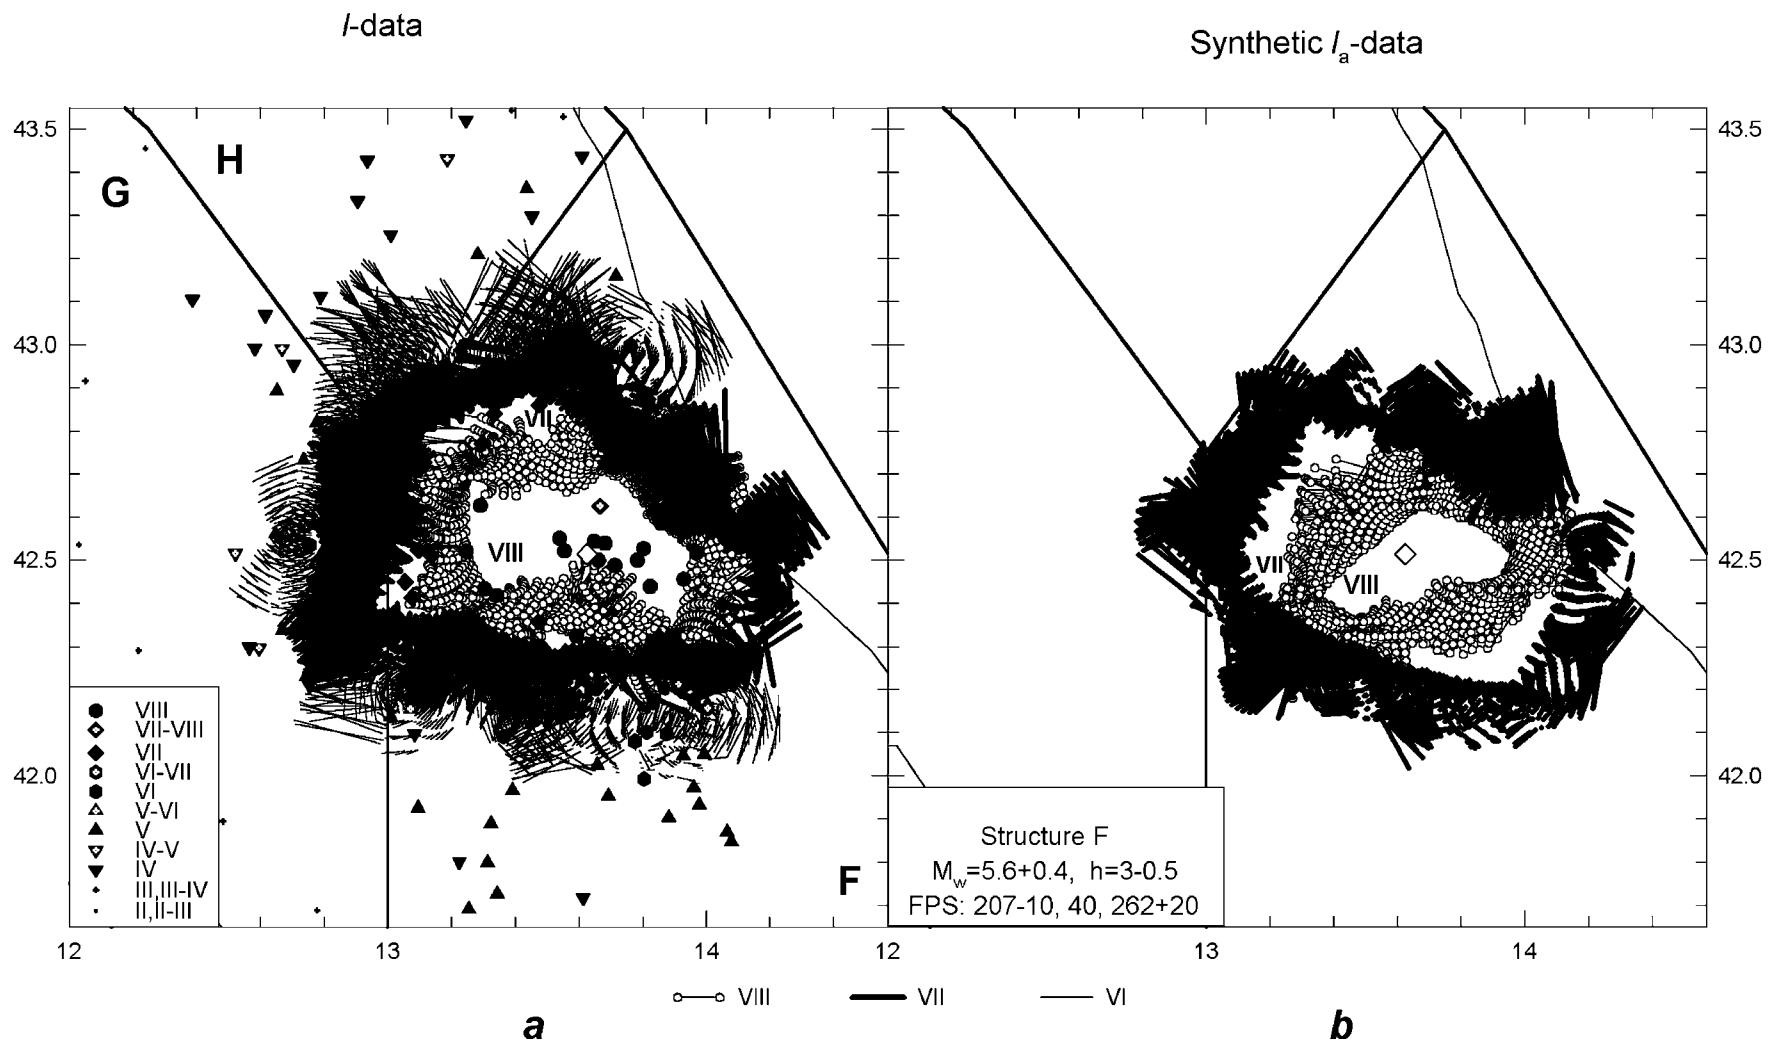 I-data
Synthetic Ia-data
43.5
43.0
42.5
42.0
G
H
F
VII
VIII
VIII
VII-VIII
VII
VI-VII
VI
V-VI
V
IV-V
IV
III,III-IV
II,II-III
12
13
14
VII
VIII
Structure F
Mw=5.6+0.4, h=3-0.5
FPS: 207-10, 40, 262+20
43.5
43.0
42.5
42.0
12
13
14
VIII
VII
VI
a
b